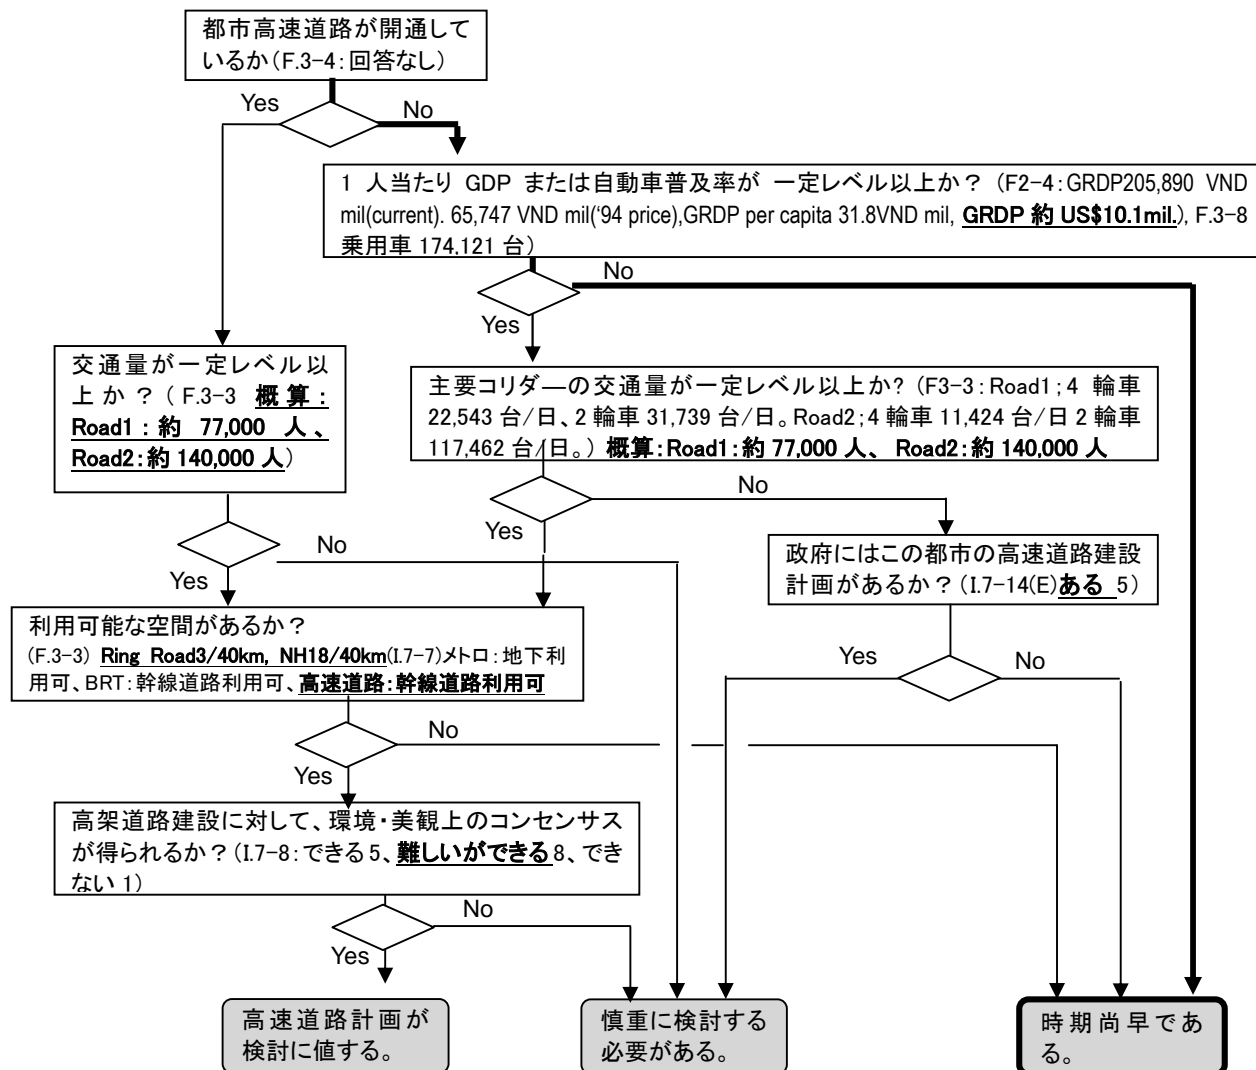 都市高速道路が開通して
いるか(F.3-4:回答なし)
Yes
No
1 人当たり GDP または自動車普及率が 一定レベル以上か? (F2-4:GRDP205,890 VND
mil(current). 65,747 VND mil(‘94 price),GRDP per capita 31.8VND mil, GRDP 約 US$10.1mil.), F.3-8
乗用車 174,121 台)
No
Yes
交通量が一定レベル以
上か?( F.3-3 概算:
Road1:約 77,000 人、
Road2:約 140,000 人)
主要コリダ―の交通量が一定レベル以上か? (F3-3:Road1;4 輪車
22,543 台/日、2 輪車 31,739 台/日。Road2;4 輪車 11,424 台/日 2 輪車
117,462 台/日。) 概算:Road1:約 77,000 人、 Road2:約 140,000 人
No
Yes
No
Yes
政府にはこの都市の高速道路建設
計画があるか?(I.7-14(E)ある 5)
利用可能な空間があるか?
(F.3-3) Ring Road3/40km, NH18/40km(I.7-7)メトロ:地下利
用可、BRT:幹線道路利用可、高速道路:幹線道路利用可
Yes
No
No
Yes
高架道路建設に対して、環境・美観上のコンセンサス
が得られるか?(I.7-8:できる 5、難しいができる 8、でき
ない 1)
No
Yes
高速道路計画が
検討に値する。
慎重に検討する
必要がある。
時期尚早であ
る。